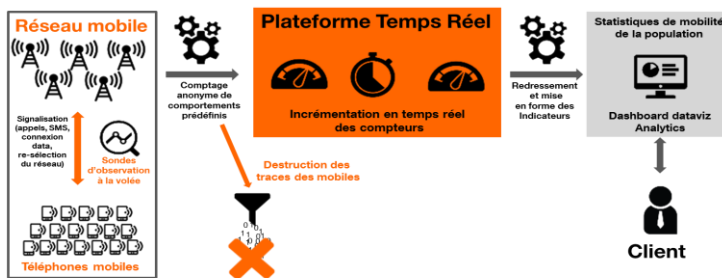 Réseau mobile
Signalisation
(appels, SMS,
connexion
data,
re-sélection
du réseau)
Sondes
d'observation
à la volée
Téléphones mobiles
Comptage
anonyme de
comportements
prédéfinis
Destruction des
traces des mobiles
Plateforme Temps Réel
Incrémentation en temps réel
des compteurs
Redressement
et mise
en forme des
Indicateurs
Statistiques de mobilité
de la population
Dashboard dataviz
Analytics
Client